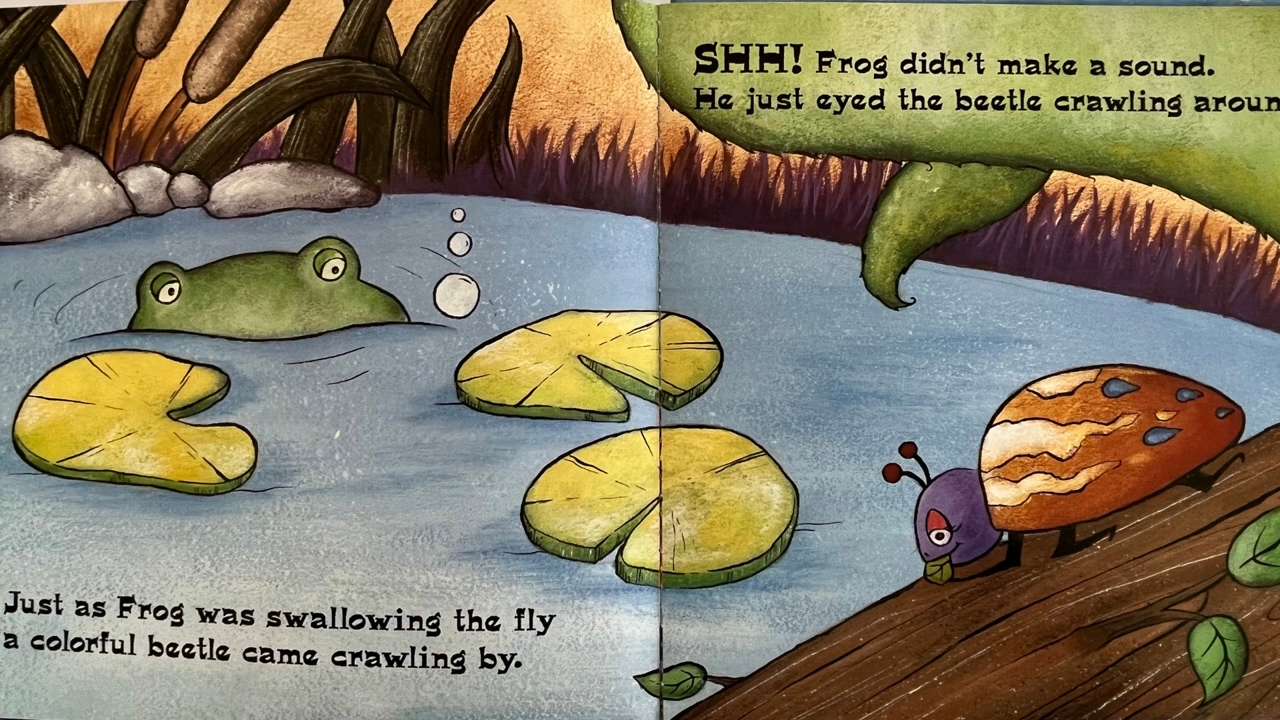 Just as Frog was swallowing the fly
a colorful beetle came crawling by.
SHH! Frog didn't make a sound.
He just eyed the beetle crawling aroun